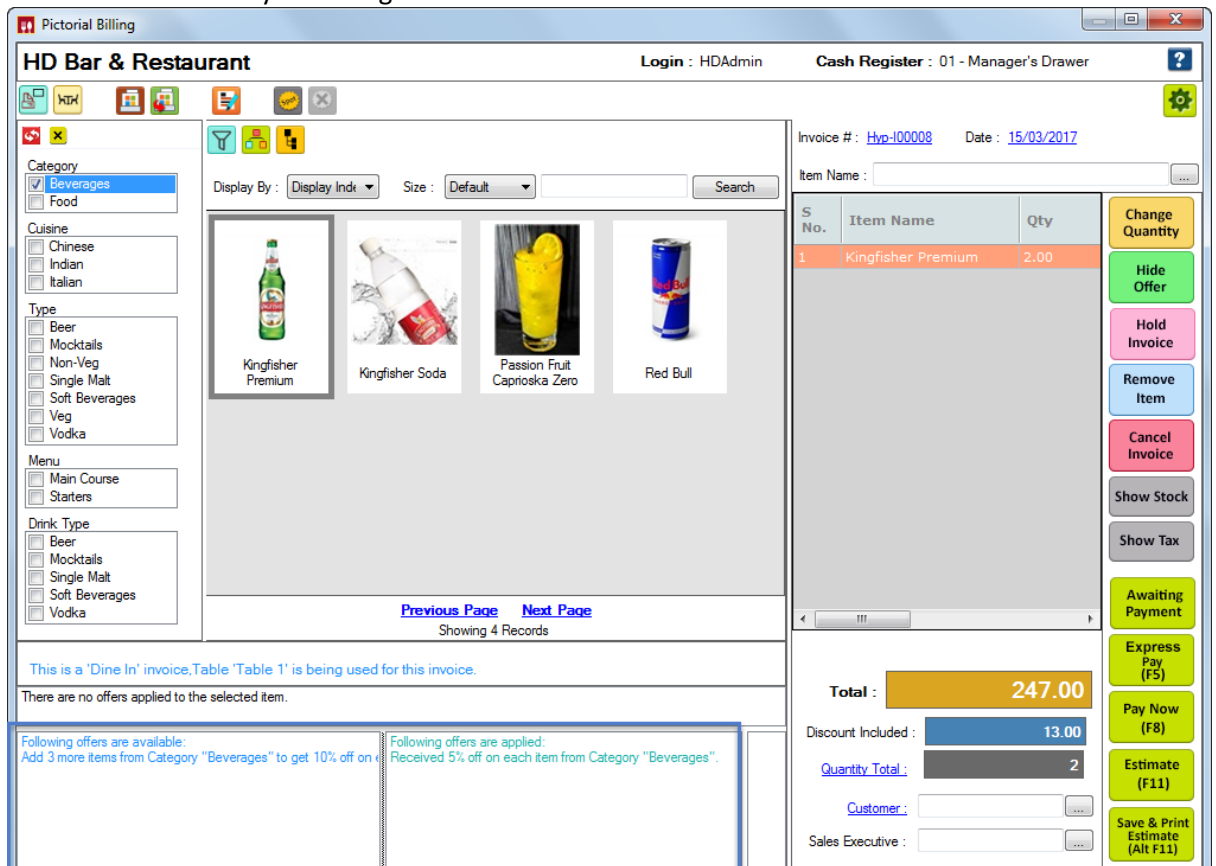 Pictorial Billing
HD Bar & Restaurant
Login : HDAdmin
Cash Register : 01 - Manager's Drawer
?
Spot
Category
Beverages
Food
Cuisine
Chinese
Indian
Italian
Type
Beer
Mocktails
Non-Veg
Single Malt
Soft Beverages
Veg
Vodka
Menu
Main Course
Starters
Drink Type
Beer
Mocktails
Single Malt
Soft Beverages
Vodka
Display By : Display Inde
Size : Default
Search
Kingfisher
Premium
Kingfisher Soda
Passion Fruit
Caprioska Zero
Red Bull
Red Bull
Previous Page Next Page
Showing 4 Records
Invoice # : Hyp-I00008 Date : 15/03/2017
Item Name : ...
S No. Item Name Qty
1 Kingfisher Premium 2.00
Change Quantity
Hide Offer
Hold Invoice
Remove Item
Cancel Invoice
Show Stock
Show Tax
Awaiting Payment
Express Pay (F5)
Pay Now (F8)
Estimate (F11)
Save & Print Estimate (Alt F11)
This is a 'Dine In' invoice,Table 'Table 1' is being used for this invoice.
There are no offers applied to the selected item.
Following offers are available:
Add 3 more items from Category "Beverages" to get 10% off on
Following offers are applied:
Received 5% off on each item from Category "Beverages".
Total : 247.00
Discount Included : 13.00
Quantity Total : 2
Customer : ...
Sales Executive : ...